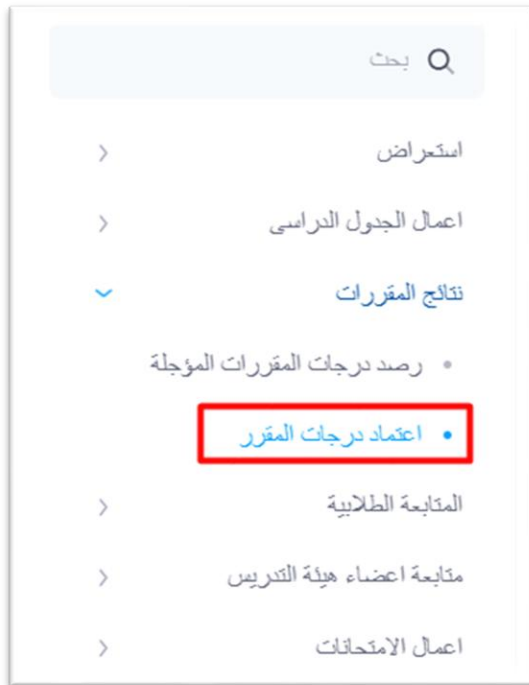 بحث
استعراض
اعمال الجدول الدراسى
نتائج المقررات
رصد درجات المقررات المؤجلة
اعتماد درجات المقرر
المتابعة الطلابية
متابعة اعضاء هيئة التدريس
اعمال الامتحانات